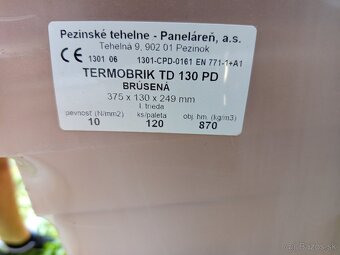 Pezinské tehelne - Paneláreň, a.s.
Tehelná 9, 902 01 Pezinok
CE 1301 06 1301-CPD-0161 EN 771-1+A1
TERMOBRIK TD 130 PD
BRÚSENÁ
375 x 130 x 249 mm
I. trieda
pevnosť (N/mm2) ks/paleta obj. hm. (kg/m3)
10 120 870